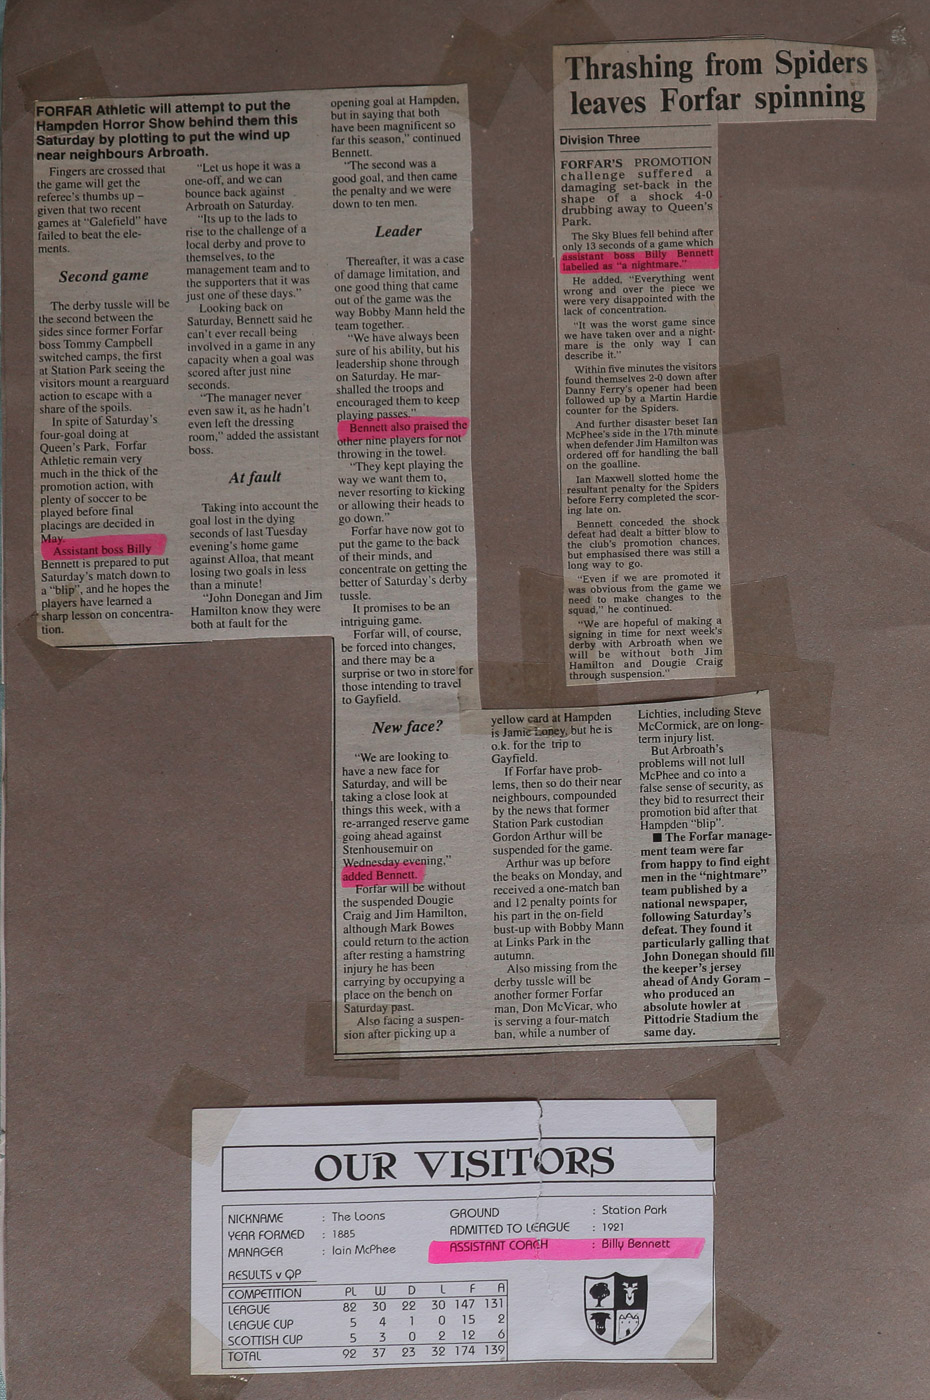 FORFAR Athletic will attempt to put the
Hampden Horror Show behind them this
Saturday by plotting to put the wind up
near neighbours Arbroath.
Fingers are crossed that
the game will get the
referee's thumbs up –
given that two recent
games at "Galefield" have
failed to beat the ele-
ments.
Second game
The derby tussle will be
the second between the
sides since former Forfar
boss Tommy Campbell
switched camps, the first
at Station Park seeing the
visitors mount a rearguard
action to escape with a
share of the spoils.
In spite of Saturday's
four-goal doing at
Queen's Park, Forfar
Athletic remain very
much in the thick of the
promotion action, with
plenty of soccer to be
played before final
placings are decided in
May.
Assistant boss Billy
Bennett is prepared to put
Saturday's match down to
a "blip", and he hopes the
players have learned a
sharp lesson on concentra-
tion.
"Let us hope it was a
one-off, and we can
bounce back against
Arbroath on Saturday.
"Its up to the lads to
rise to the challenge of a
local derby and prove to
themselves, to the
management team and to
the supporters that it was
just one of these days."
Looking back on
Saturday, Bennett said he
can't ever recall being
involved in a game in any
capacity when a goal was
scored after just nine
seconds.
"The manager never
even saw it, as he hadn't
even left the dressing
room," added the assistant
boss.
At fault
Taking into account the
goal lost in the dying
seconds of last Tuesday
evening's home game
against Alloa, that meant
losing two goals in less
than a minute!
"John Donegan and Jim
Hamilton know they were
both at fault for the
opening goal at Hampden,
but in saying that both
have been magnificent so
far this season," continued
Bennett.
"The second was a
good goal, and then came
the penalty and we were
down to ten men.
Leader
Thereafter, it was a case
of damage limitation, and
one good thing that came
out of the game was the
way Bobby Mann held the
team together.
"We have always been
sure of his ability, but his
leadership shone through
on Saturday. He mar-
shalled the troops and
encouraged them to keep
playing passes."
Bennett also praised the
other nine players for not
throwing in the towel.
"They kept playing the
way we want them to,
never resorting to kicking
or allowing their heads to
go down."
Forfar have now got to
put the game to the back
of their minds, and
concentrate on getting the
better of Saturday's derby
tussle.
It promises to be an
intriguing game.
Forfar will, of course,
be forced into changes,
and there may be a
surprise or two in store for
those intending to travel
to Gayfield.
New face?
"We are looking to
have a new face for
Saturday, and will be
taking a close look at
things this week, with a
re-arranged reserve game
going ahead against
Stenhousemuir on
Wednesday evening,"
added Bennett.
Forfar will be without
the suspended Dougie
Craig and Jim Hamilton,
although Mark Bowes
could return to the action
after resting a hamstring
injury he has been
carrying by occupying a
place on the bench on
Saturday past.
Also facing a suspen-
sion after picking up a
yellow card at Hampden
is Jamie Loney, but he is
o.k. for the trip to
Gayfield.
If Forfar have prob-
lems, then so do their near
neighbours, compounded
by the news that former
Station Park custodian
Gordon Arthur will be
suspended for the game.
Arthur was up before
the beaks on Monday, and
received a one-match ban
and 12 penalty points for
his part in the on-field
bust-up with Bobby Mann
at Links Park in the
autumn.
Also missing from the
derby tussle will be
another former Forfar
man, Don McVicar, who
is serving a four-match
ban, while a number of
Lichties, including Steve
McCormick, are on long-
term injury list.
But Arbroath's
problems will not lull
McPhee and co into a
false sense of security, as
they bid to resurrect their
promotion bid after that
Hampden "blip".
■ The Forfar manage-
ment team were far
from happy to find eight
men in the "nightmare"
team published by a
national newspaper,
following Saturday's
defeat. They found it
particularly galling that
John Donegan should fill
the keeper's jersey
ahead of Andy Goram –
who produced an
absolute howler at
Pittodrie Stadium the
same day.
Thrashing from Spiders
leaves Forfar spinning
Division Three
FORFAR'S PROMOTION
challenge suffered a
damaging set-back in the
shape of a shock 4-0
drubbing away to Queen's
Park.
The Sky Blues fell behind after
only 13 seconds of a game which
assistant boss Billy Bennett
labelled as "a nightmare."
He added, "Everything went
wrong and over the piece we
were very disappointed with the
lack of concentration.
"It was the worst game since
we have taken over and a night-
mare is the only way I can
describe it."
Within five minutes the visitors
found themselves 2-0 down after
Danny Ferry's opener had been
followed up by a Martin Hardie
counter for the Spiders.
And further disaster beset Ian
McPhee's side in the 17th minute
when defender Jim Hamilton was
ordered off for handling the ball
on the goalline.
Ian Maxwell slotted home the
resultant penalty for the Spiders
before Ferry completed the scor-
ing late on.
Bennett conceded the shock
defeat had dealt a bitter blow to
the club's promotion chances,
but emphasised there was still a
long way to go.
"Even if we are promoted it
was obvious from the game we
need to make changes to the
squad," he continued.
"We are hopeful of making a
signing in time for next week's
derby with Arbroath when we
will be without both Jim
Hamilton and Dougie Craig
through suspension."
OUR VISITORS
NICKNAME : The Loons
YEAR FORMED : 1885
MANAGER : Iain McPhee
GROUND : Station Park
ADMITTED TO LEAGUE : 1921
ASSISTANT COACH : Billy Bennett
RESULTS v QP
COMPETITION PL W D L F A
LEAGUE 82 30 22 30 147 131
LEAGUE CUP 5 4 1 0 15 2
SCOTTISH CUP 5 3 0 2 12 6
TOTAL 92 37 23 32 174 139